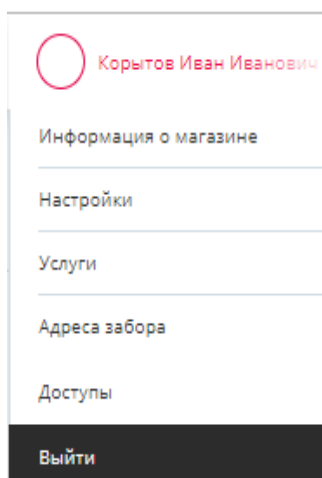 Корытов Иван Иванович
Информация о магазине
Настройки
Услуги
Адреса забора
Доступы
Выйти